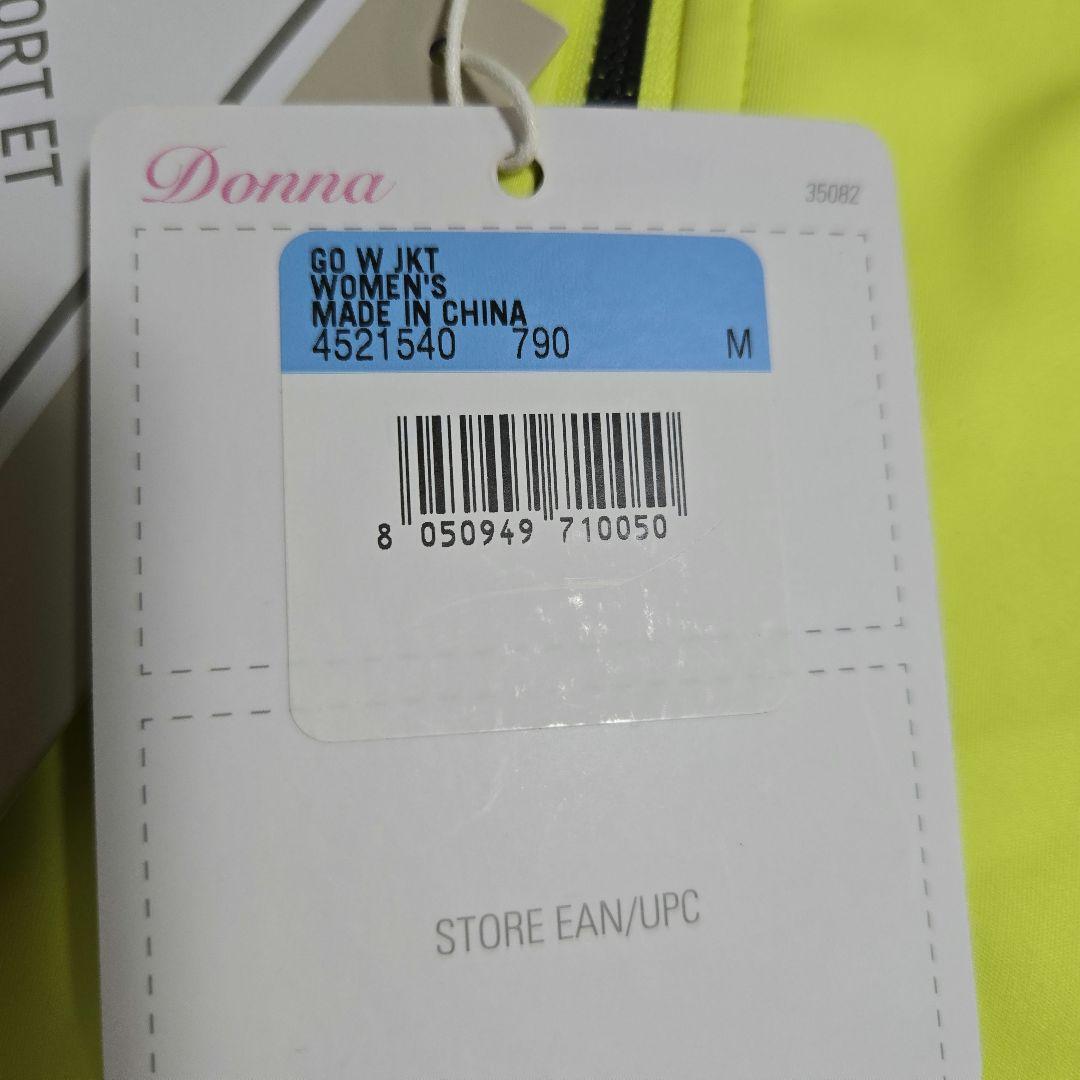 ORT ET
Donna
35082
GO W JKT
WOMEN'S
MADE IN CHINA
4521540 790 M
8 050949 710050
STORE EAN/UPC